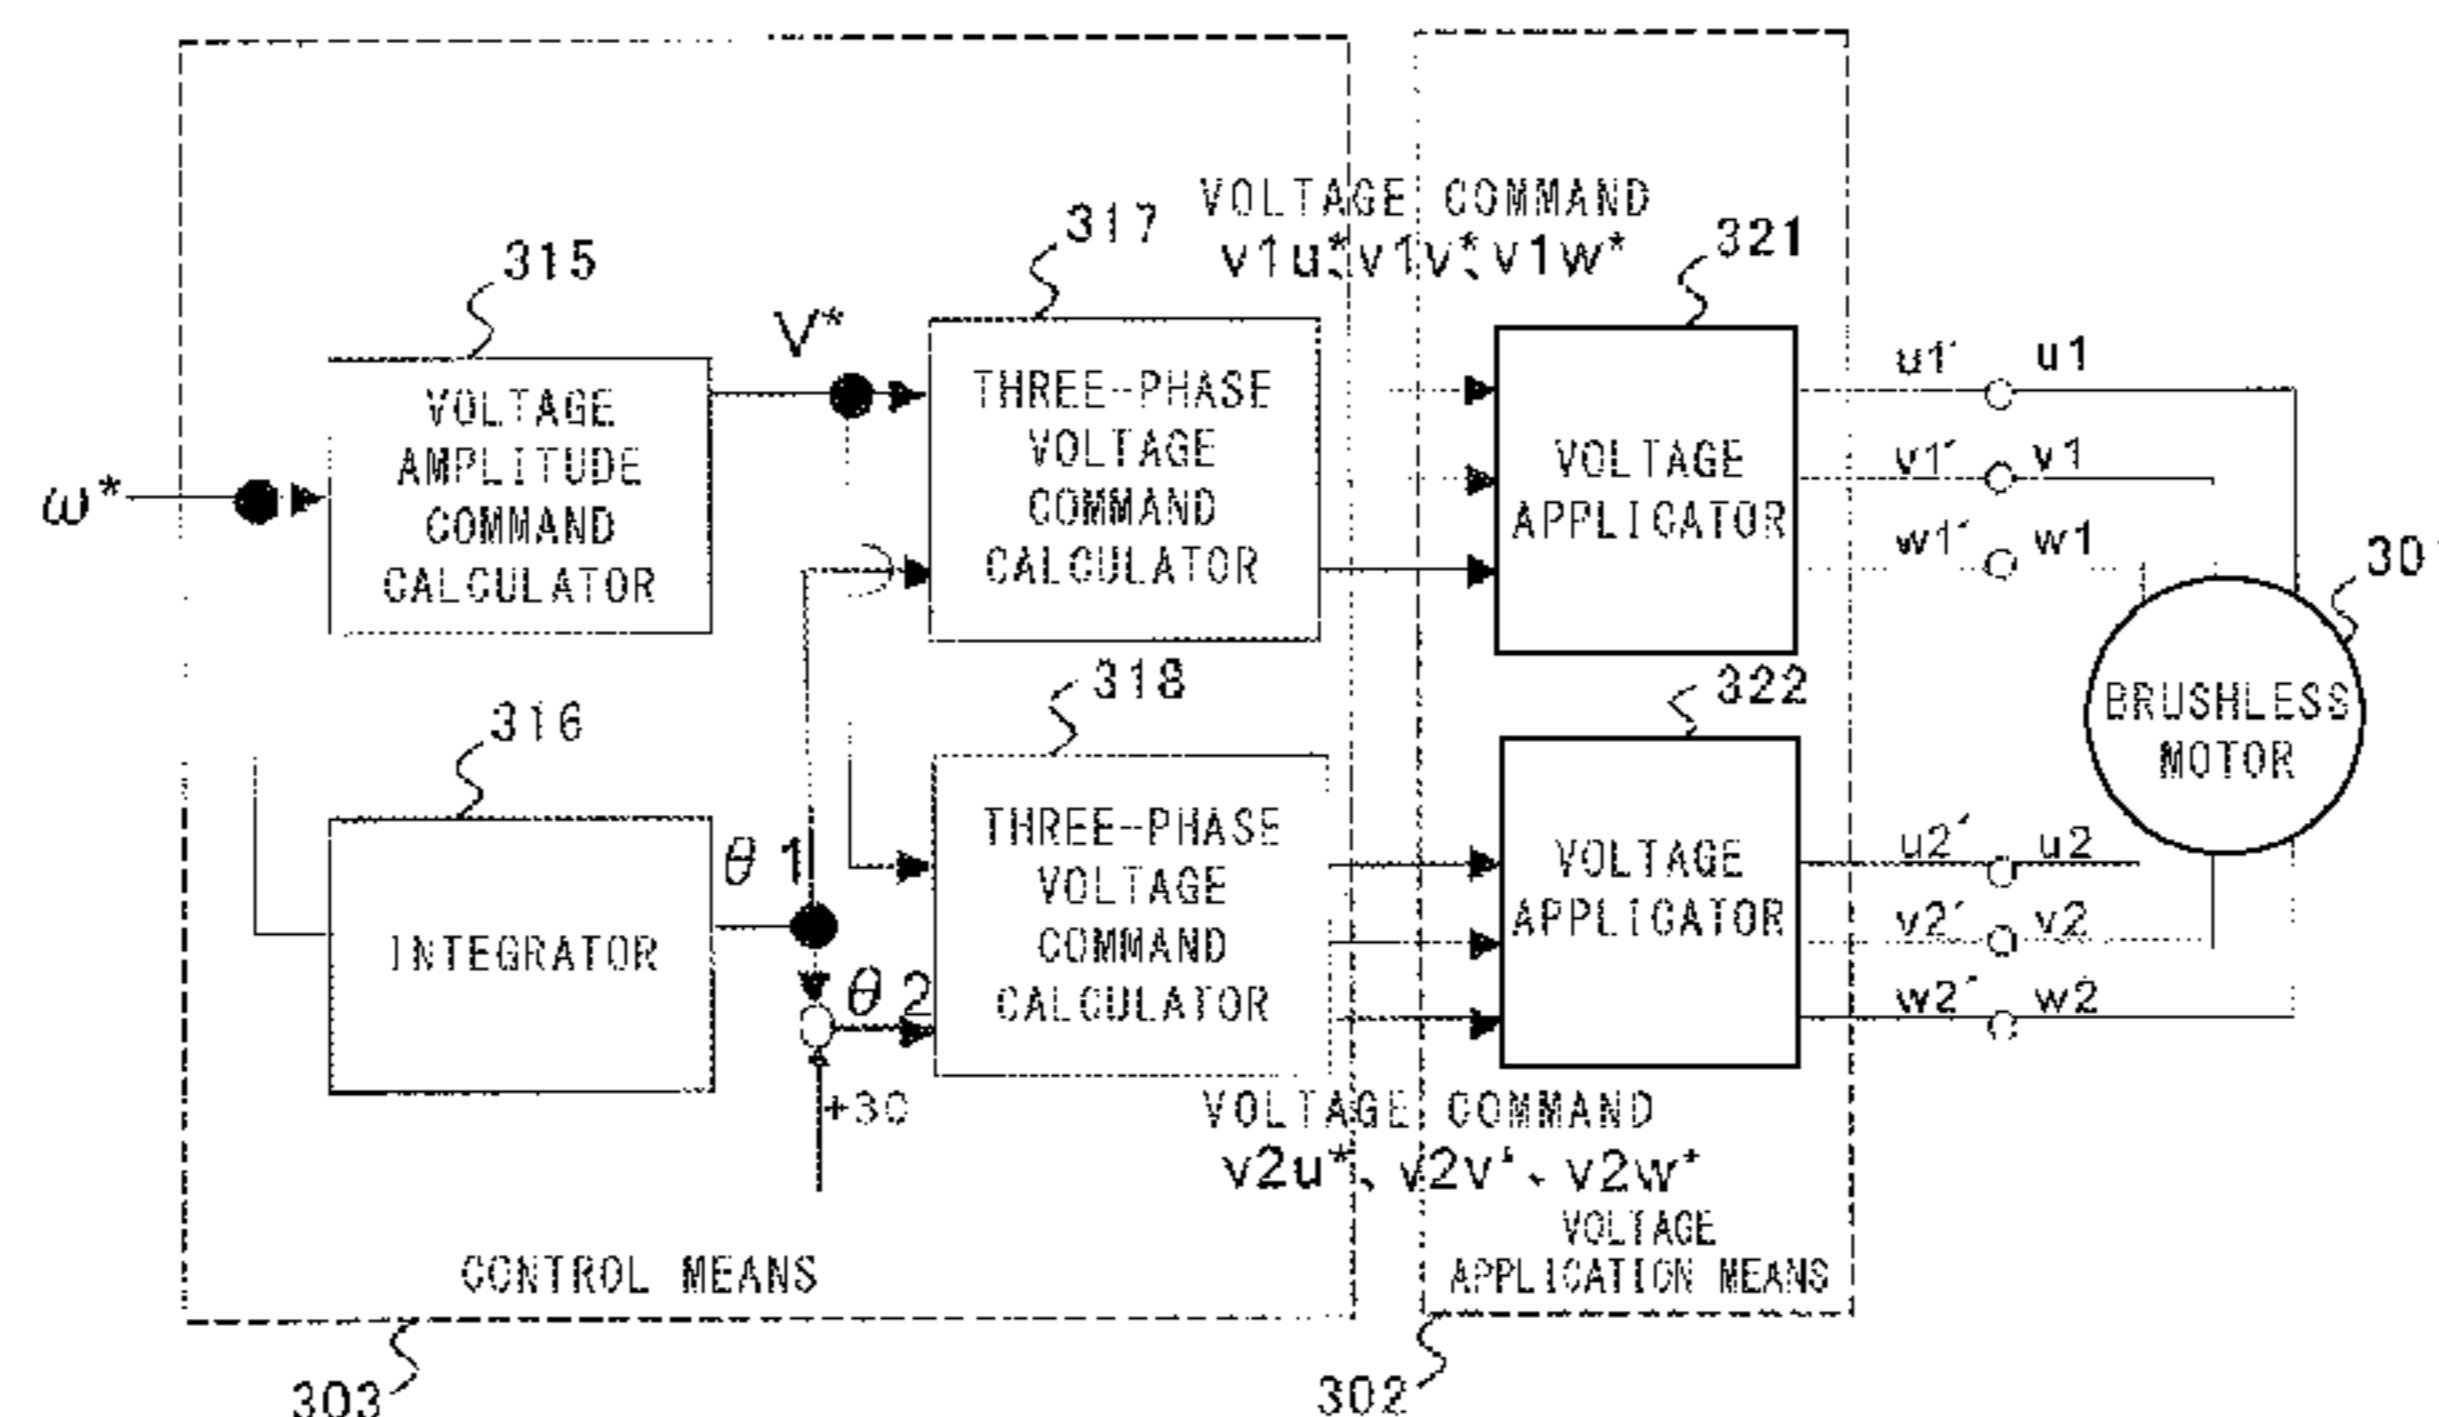 VOLTAGE COMMAND
v1u*、v1v*、v1w*
317
321
315
V*
THREE-PHASE
VOLTAGE
COMMAND
CALCULATOR
VOLTAGE
AMPLITUDE
COMMAND
CALCULATOR
ω*
VOLTAGE
APPLICATOR
u1´ u1
v1´ v1
w1´ w1
BRUSHLESS
MOTOR
318
322
316
θ1
INTEGRATOR
θ2
+30
THREE-PHASE
VOLTAGE
COMMAND
CALCULATOR
VOLTAGE
APPLICATOR
u2´ u2
v2´ v2
w2´ w2
VOLTAGE COMMAND
v2u*、v2v*、v2w*
CONTROL MEANS
VOLTAGE
APPLICATION MEANS
303
302